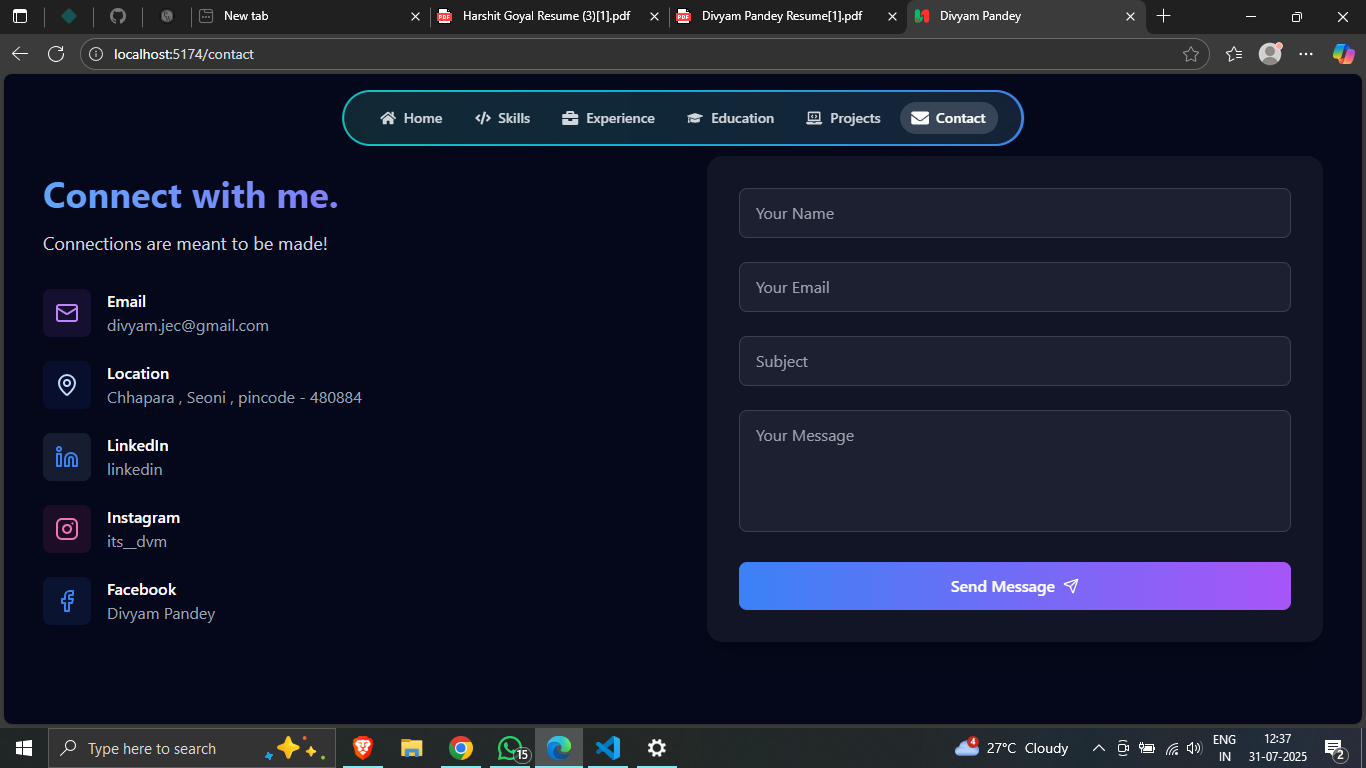 New tab
Harshit Goyal Resume (3)[1].pdf
Divyam Pandey Resume[1].pdf
Divyam Pandey
localhost:5174/contact
Home
Skills
Experience
Education
Projects
Contact
Connect with me.
Connections are meant to be made!
Email
divyam.jec@gmail.com
Location
Chhapara , Seoni , pincode - 480884
LinkedIn
linkedin
Instagram
its__dvm
Facebook
Divyam Pandey
Your Name
Your Email
Subject
Your Message
Send Message
Type here to search
15
4
27°C Cloudy
ENG
IN
12:37
31-07-2025
2